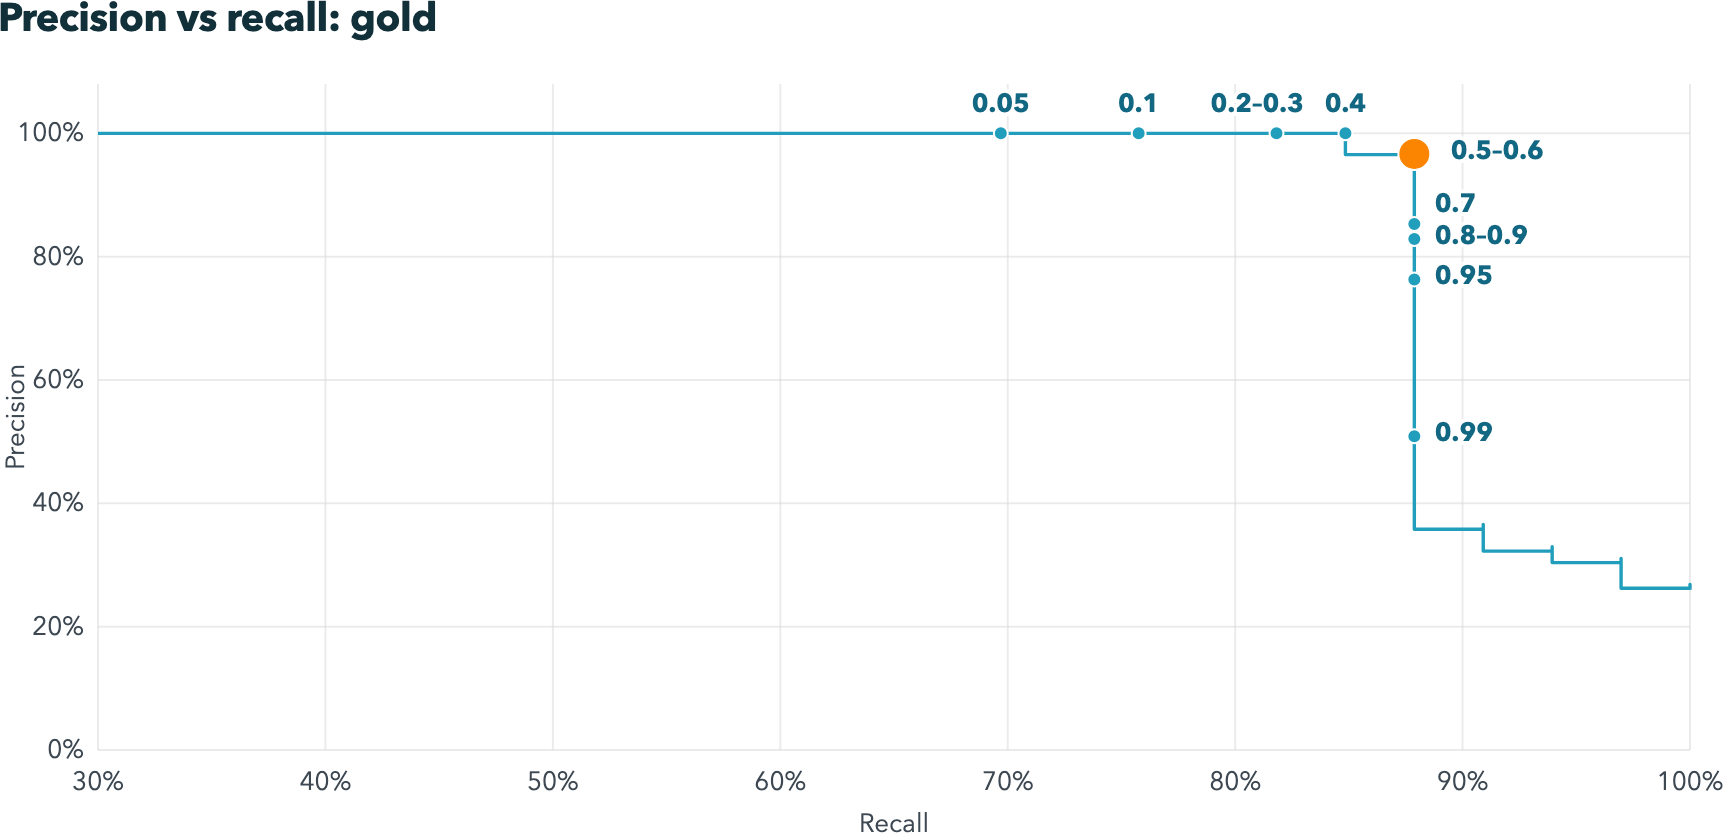 Precision vs recall: gold
0.05 0.1 0.2–0.3 0.4
100%
0.5–0.6
0.7
0.8–0.9
80%
0.95
60%
Precision
0.99
40%
20%
0%
30% 40% 50% 60% 70% 80% 90% 100%
Recall